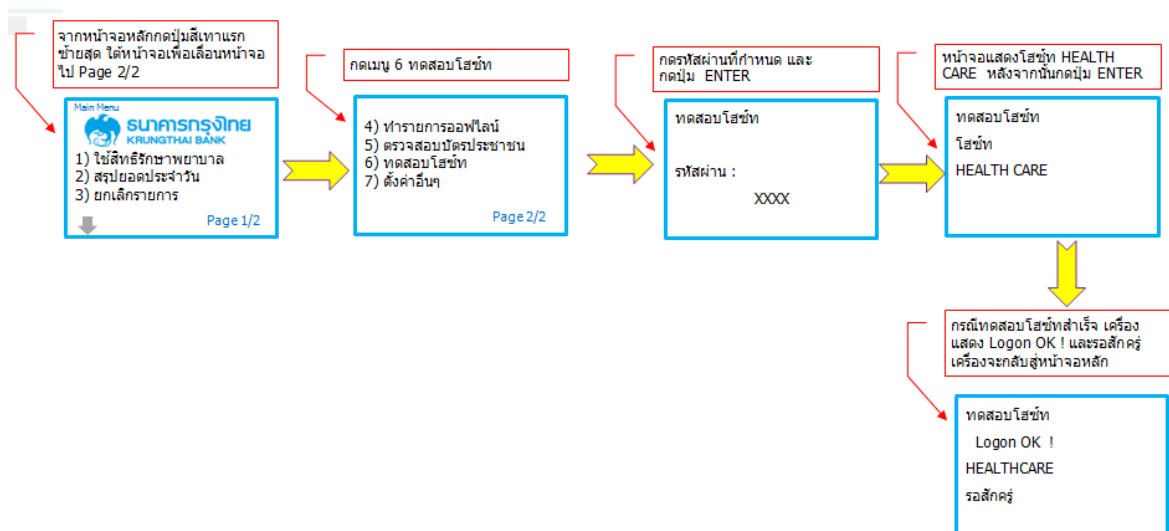 จากหน้าจอหลักกดปุ่มสีเทาแรก
ซ้ายสุด ใต้หน้าจอเพื่อเลื่อนหน้าจอ
ไป Page 2/2
Main Menu
ธนาคารกรุงไทย
KRUNGTHAI BANK
1) ใช้สิทธิรักษาพยาบาล
2) สรุปยอดประจำวัน
3) ยกเลิกรายการ
Page 1/2
กดเมนู 6 ทดสอบโฮซ์ท
4) ทำรายการออฟไลน์
5) ตรวจสอบบัตรประชาชน
6) ทดสอบโฮซ์ท
7) ตั้งค่าอื่นๆ
Page 2/2
กดรหัสผ่านที่กำหนด และ
กดปุ่ม ENTER
ทดสอบโฮซ์ท
รหัสผ่าน :
XXXX
หน้าจอแสดงโฮซ์ท HEALTH
CARE หลังจากนั้นกดปุ่ม ENTER
ทดสอบโฮซ์ท
โฮซ์ท
HEALTH CARE
กรณีทดสอบโฮซ์ทสำเร็จ เครื่อง
แสดง Logon OK ! และรอสักครู่
เครื่องจะกลับสู่หน้าจอหลัก
ทดสอบโฮซ์ท
Logon OK !
HEALTHCARE
รอสักครู่